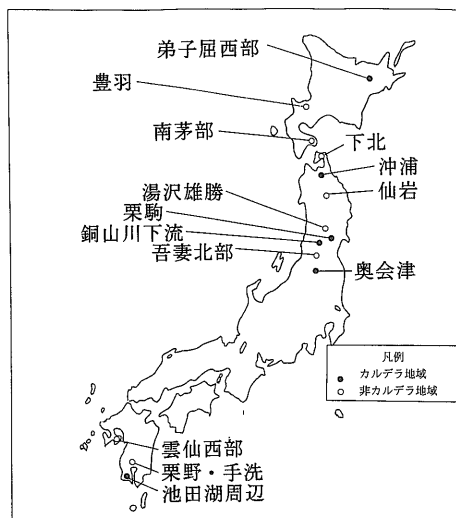 弟子屈西部
豊羽
南茅部
下北
沖浦
仙岩
湯沢雄勝
栗駒
銅山川下流
吾妻北部
奥会津
凡例
カルデラ地域
非カルデラ地域
雲仙西部
栗野・手洗
池田湖周辺